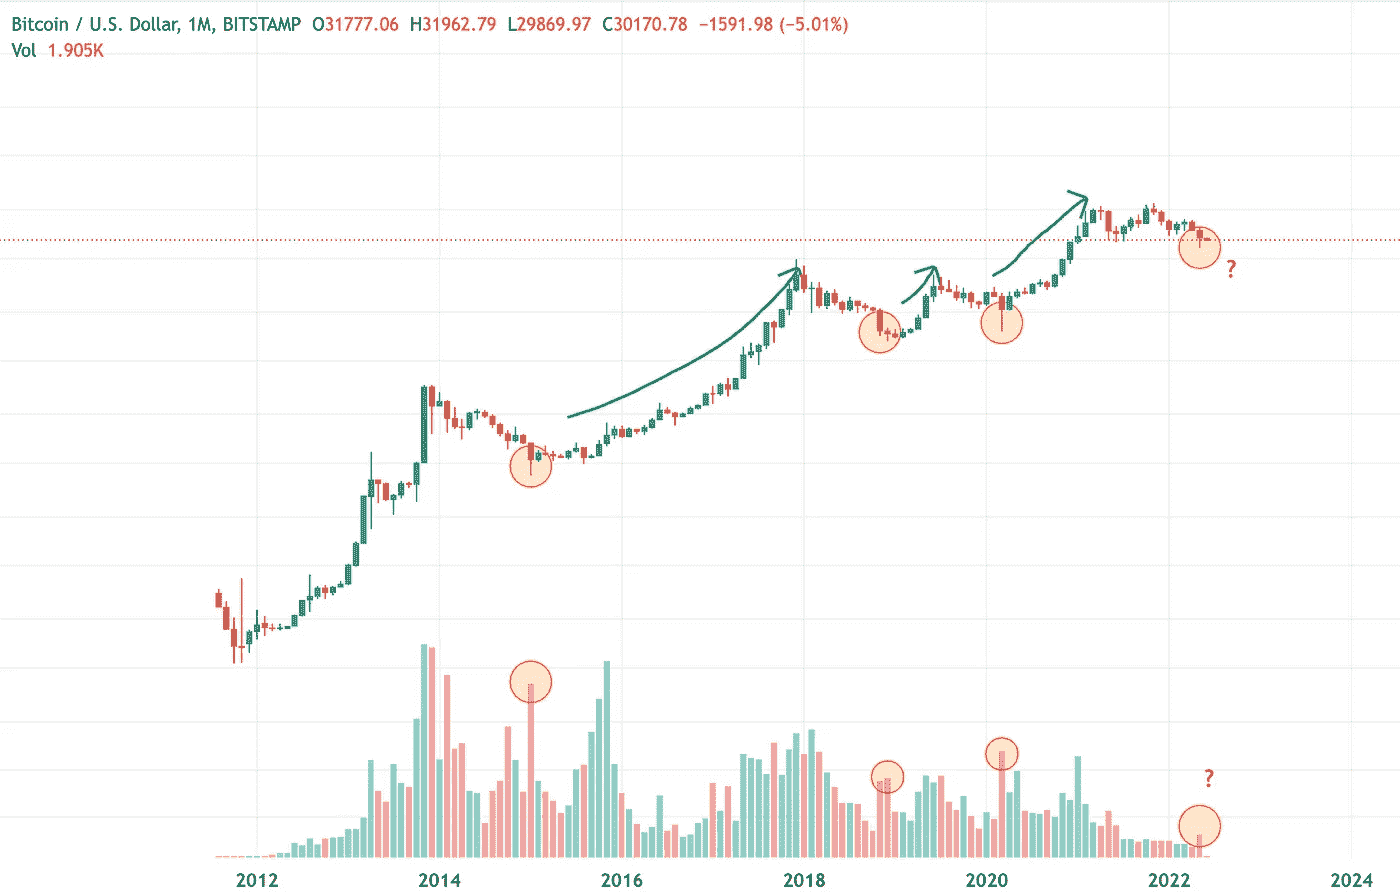 Bitcoin / U.S. Dollar, 1M, BITSTAMP O31777.06 H31962.79 L29869.97 C30170.78 −1591.98 (−5.01%)
Vol 1.905K
?
?
2012 2014 2016 2018 2020 2022 2024